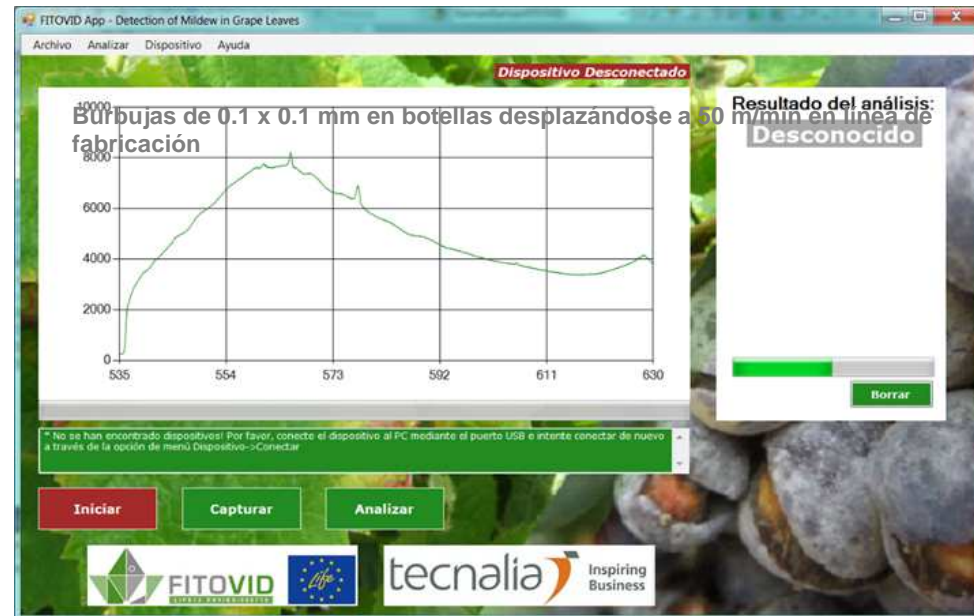 FITOVID App - Detection of Mildew in Grape Leaves
Archivo Analizar Dispositivo Ayuda
Dispositivo Desconectado
Burbujas de 0.1 x 0.1 mm en botellas desplazándose a 50 m/min en línea de
fabricación
10000
8000
6000
4000
2000
0
535 554 573 592 611 630
Resultado del análisis:
Desconocido
Borrar
* No se han encontrado dispositivos! Por favor, conecte el dispositivo al PC mediante el puerto USB e intente conectar de nuevo
a través de la opción de menú Dispositivo->Conectar
Iniciar Capturar Analizar
FITOVID
Life
tecnalia Inspiring
Business